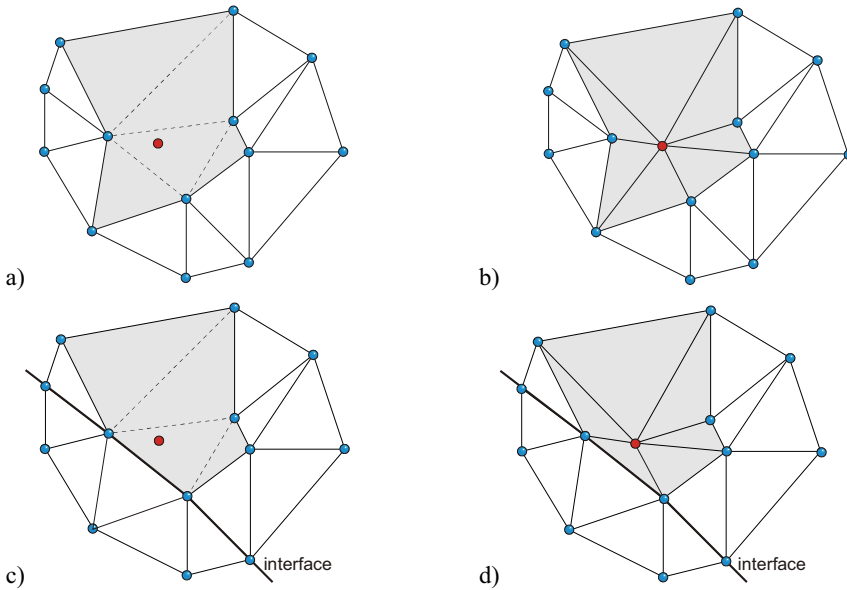 a)
b)
c)
interface
d)
interface